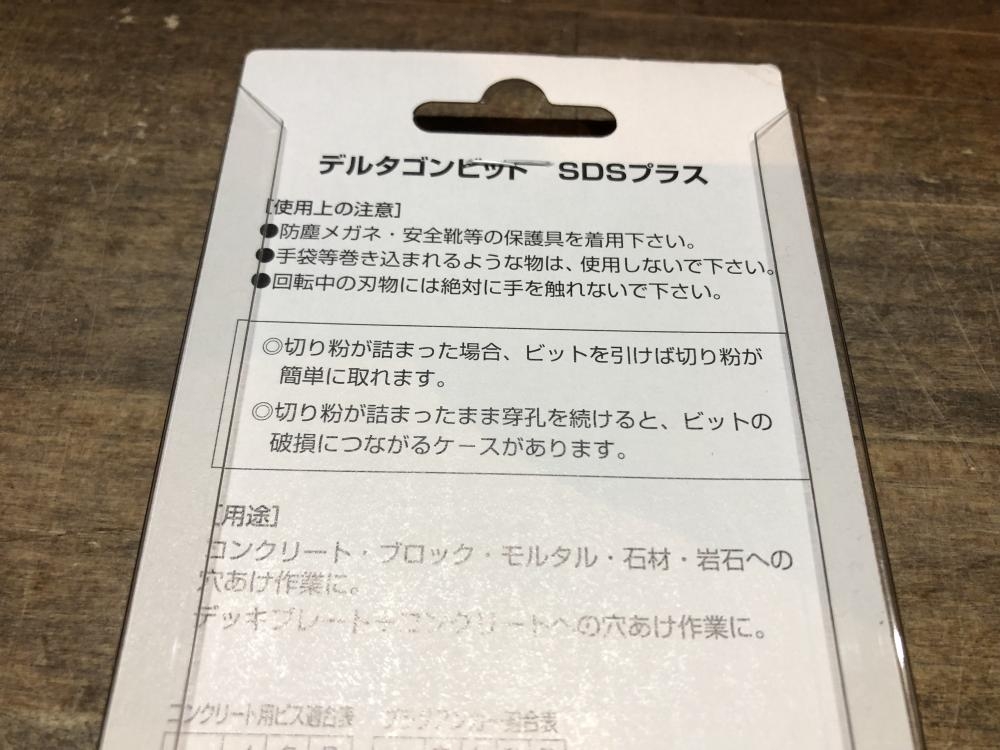 デルタゴンビット SDSプラス
[使用上の注意]
●防塵メガネ・安全靴等の保護具を着用下さい。
●手袋等巻き込まれるような物は、使用しないで下さい。
●回転中の刃物には絶対に手を触れないで下さい。
◎切り粉が詰まった場合、ビットを引けば切り粉が
簡単に取れます。
◎切り粉が詰まったまま穿孔を続けると、ビットの
破損につながるケースがあります。
[用途]
コンクリート・ブロック・モルタル・石材・岩石への
穴あけ作業に。
デッキプレート+コンクリートへの穴あけ作業に。
コンクリート用ビス適合表